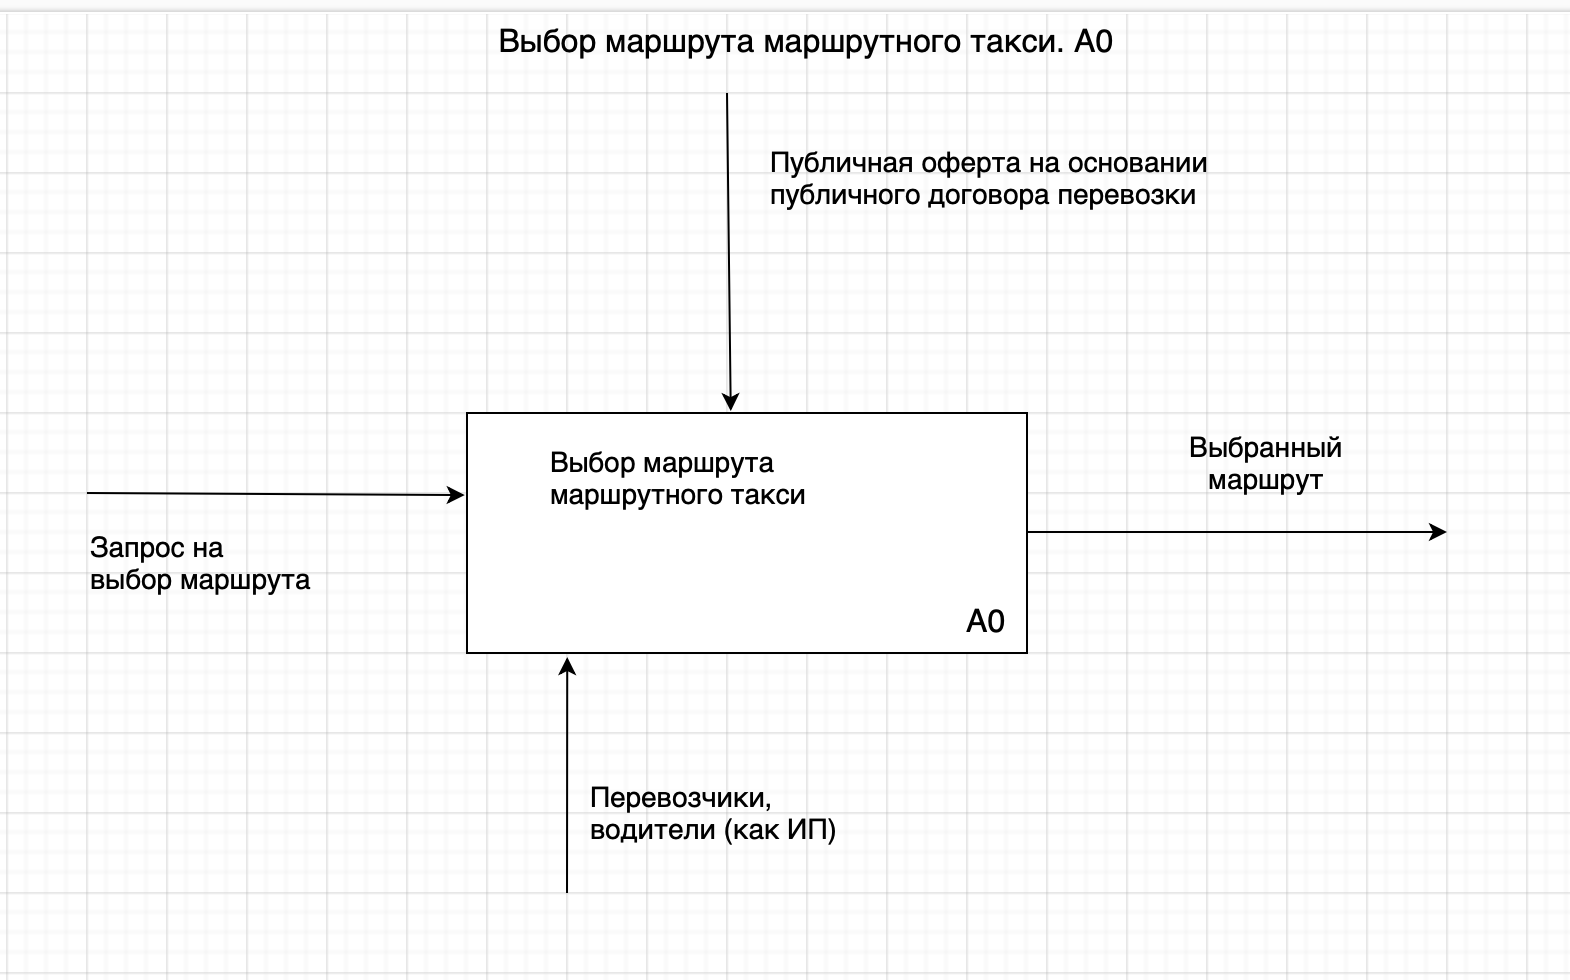 Выбор маршрута маршрутного такси. А0
Публичная оферта на основании
публичного договора перевозки
Выбор маршрута
маршрутного такси
Выбранный
маршрут
Запрос на
выбор маршрута
А0
Перевозчики,
водители (как ИП)